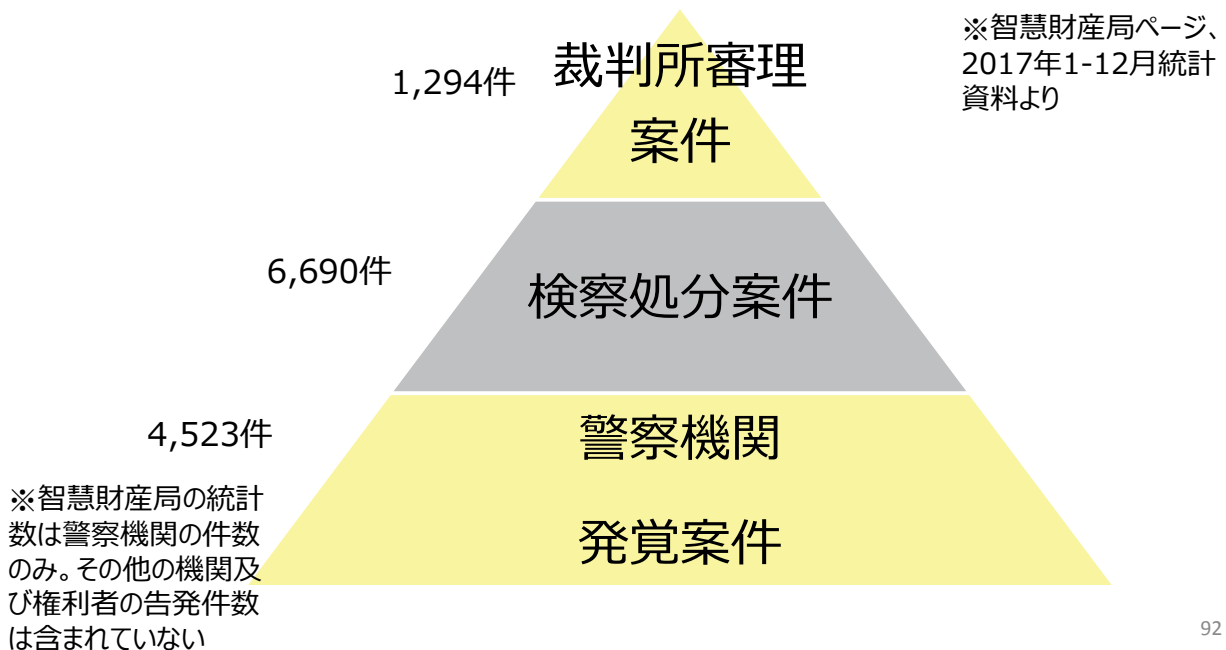 ※智慧財産局ページ、
2017年1-12月統計
資料より
1,294件
裁判所審理
案件
6,690件
検察処分案件
4,523件
警察機関
発覚案件
※智慧財産局の統計
数は警察機関の件数
のみ。その他の機関及
び権利者の告発件数
は含まれていない
92